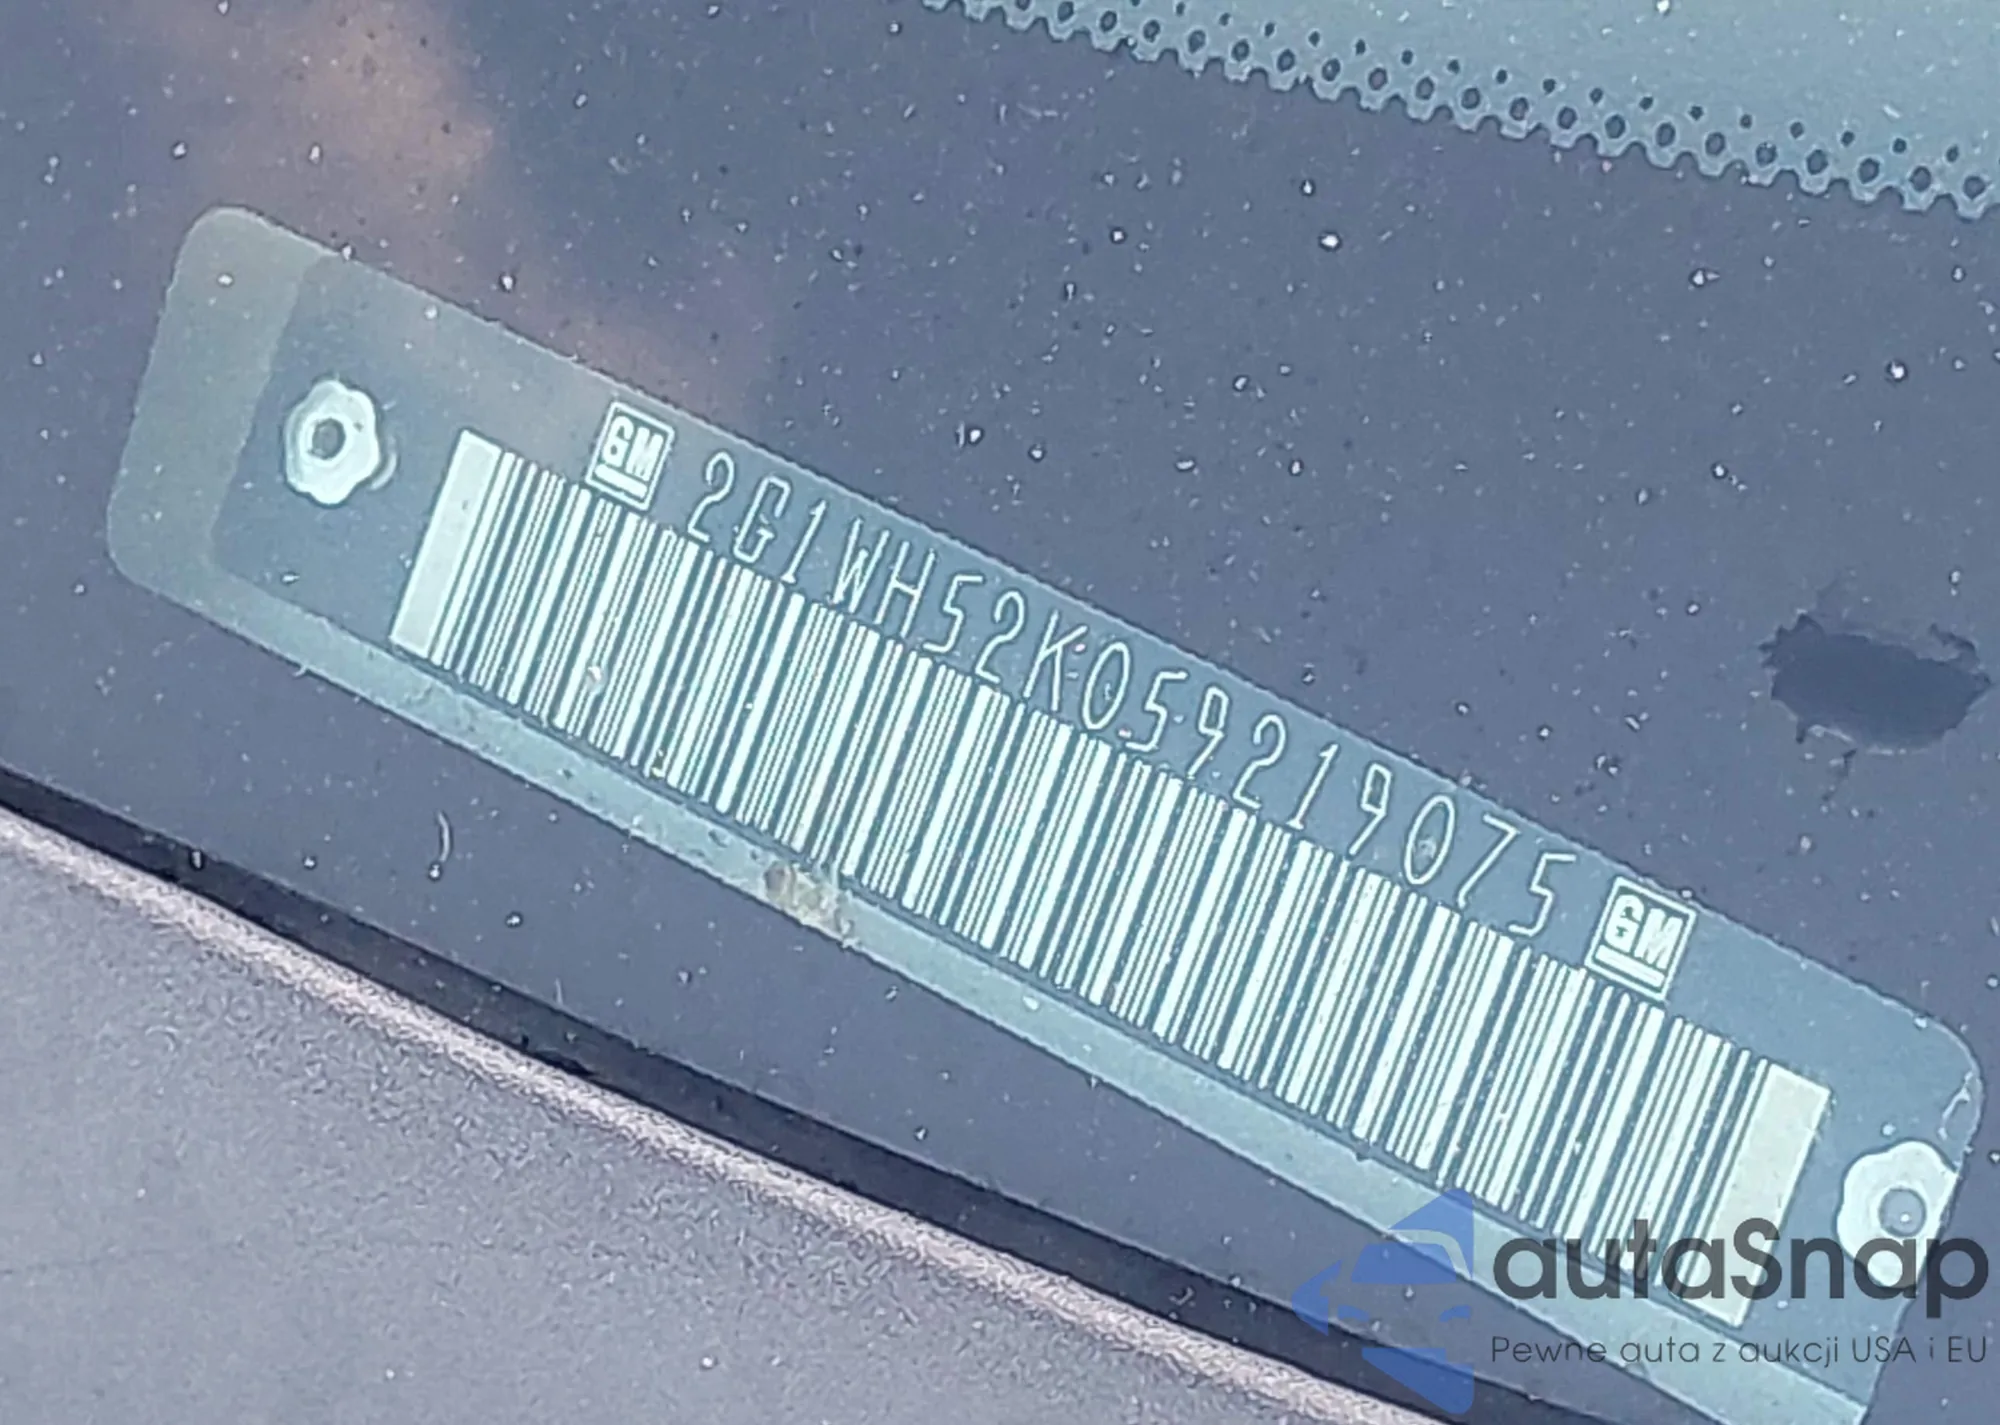 GM 2G1WH52K059219075 GM
autaSnap
Pewne auta z aukcji USA i EU